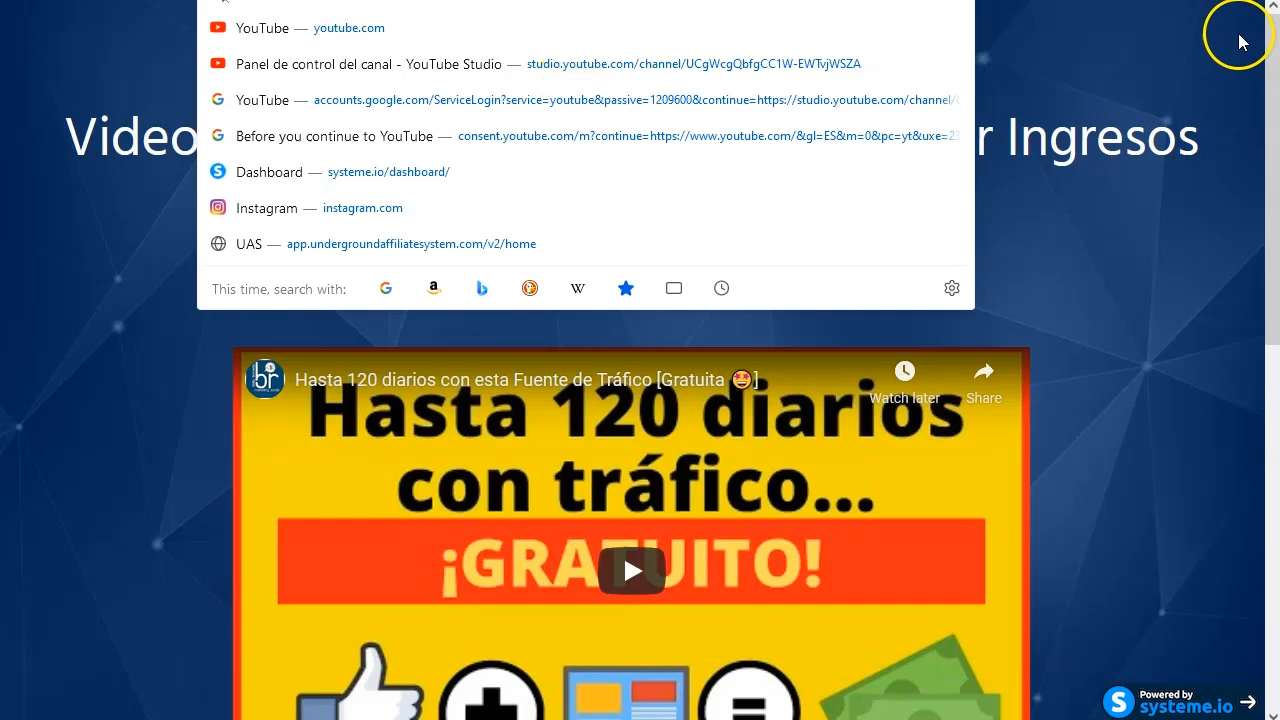 YouTube — youtube.com
Panel de control del canal - YouTube Studio — studio.youtube.com/channel/UCgWcgQbfgCC1W-EWTvjWSZA
YouTube — accounts.google.com/ServiceLogin?service=youtube&passive=1209600&continue=https://studio.youtube.com/channel/
Before you continue to YouTube — consent.youtube.com/m?continue=https://www.youtube.com/&gl=ES&m=0&pc=yt&uxe=23
Video r Ingresos
Dashboard — systeme.io/dashboard/
Instagram — instagram.com
UAS — app.undergroundaffiliatesystem.com/v2/home
This time, search with:
br
Hasta 120 diarios con esta Fuente de Tráfico [Gratuita 🤩]
Watch later
Share
Hasta 120 diarios
con tráfico...
¡GRATUITO!
Powered by
systeme.io